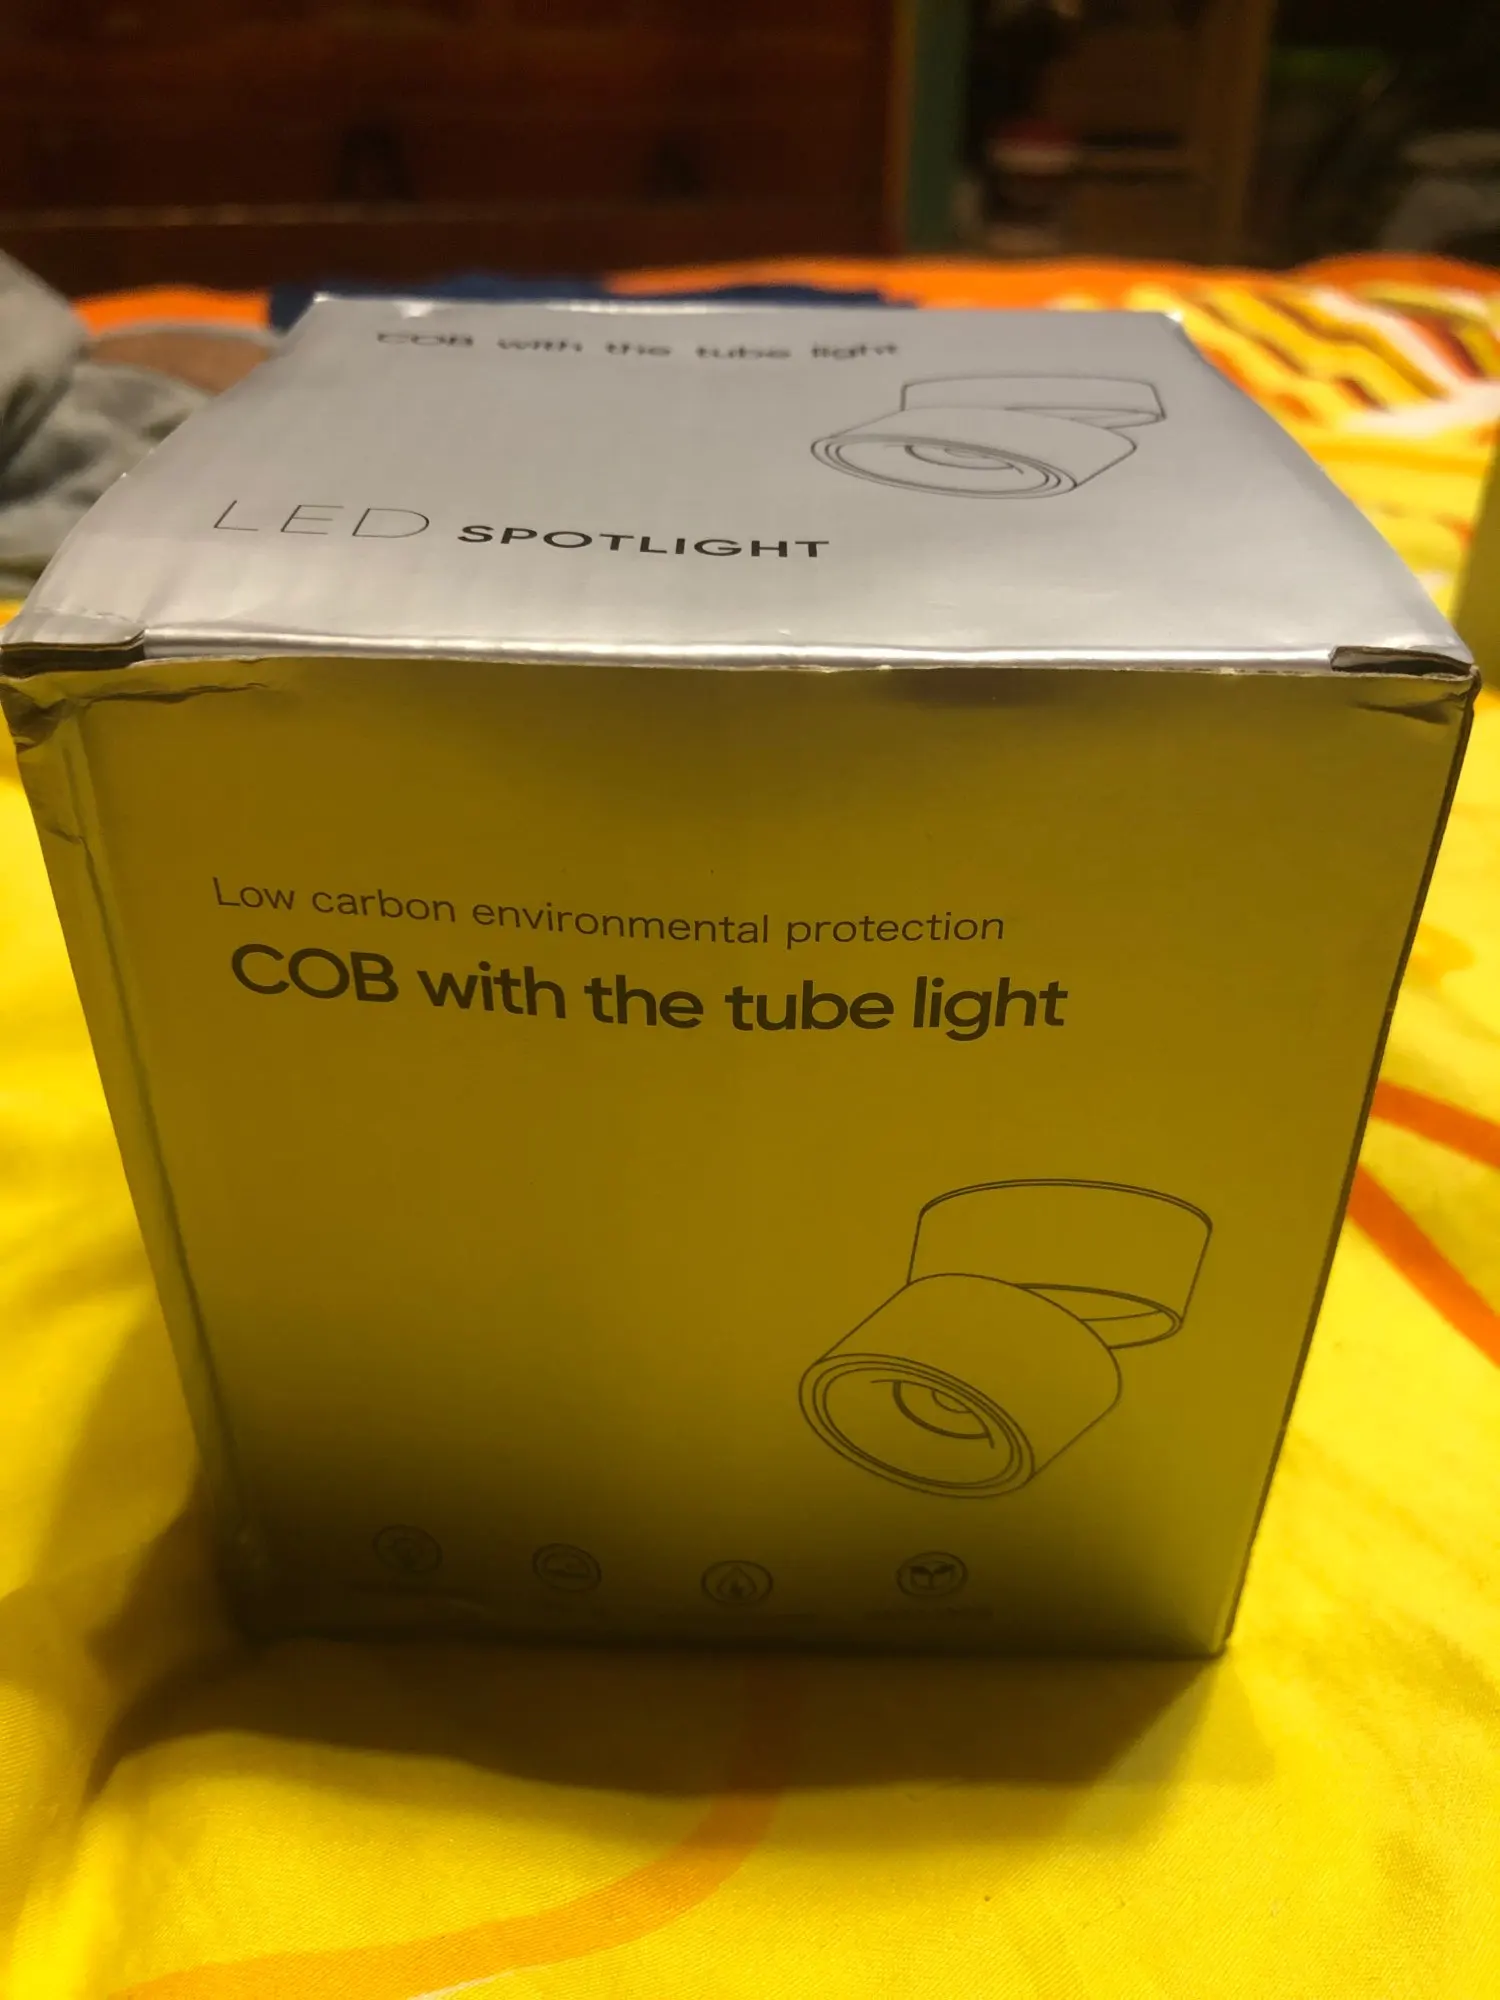 COB with the tube light
LED SPOTLIGHT
Low carbon environmental protection
COB with the tube light